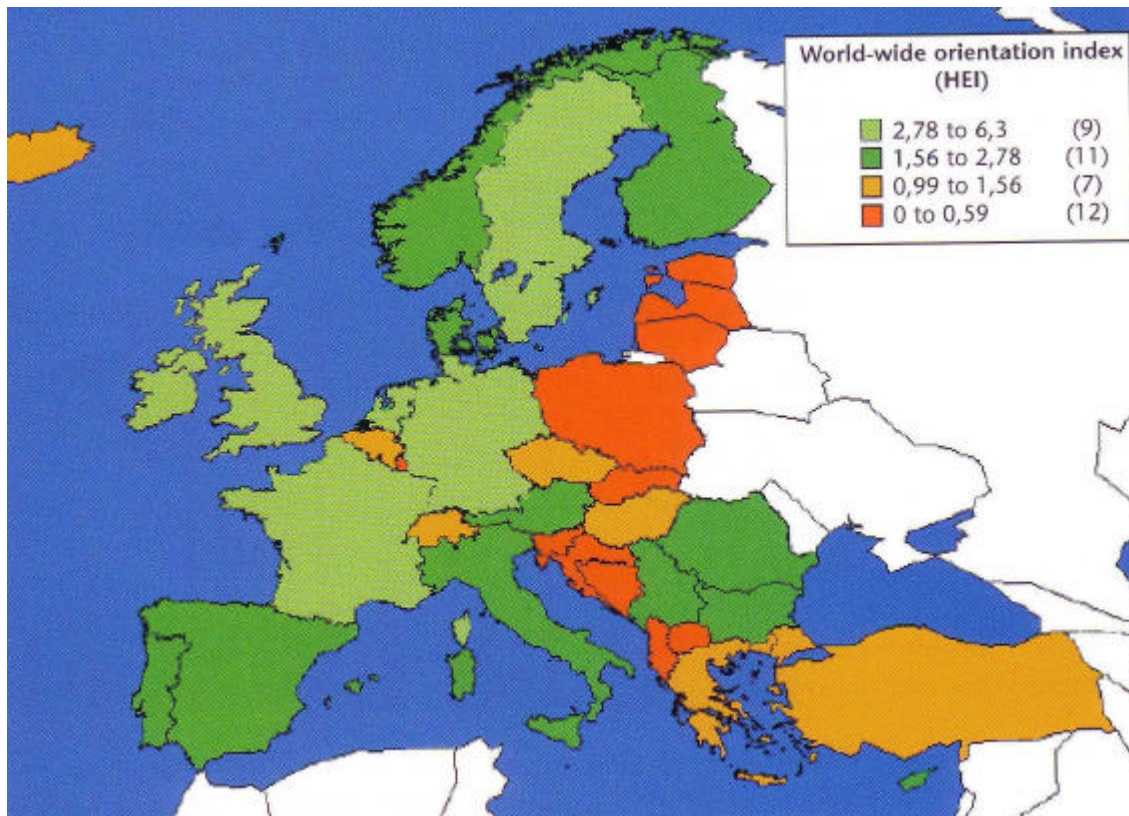 World-wide orientation index
(HEI)
2,78 to 6,3 (9)
1,56 to 2,78 (11)
0,99 to 1,56 (7)
0 to 0,59 (12)